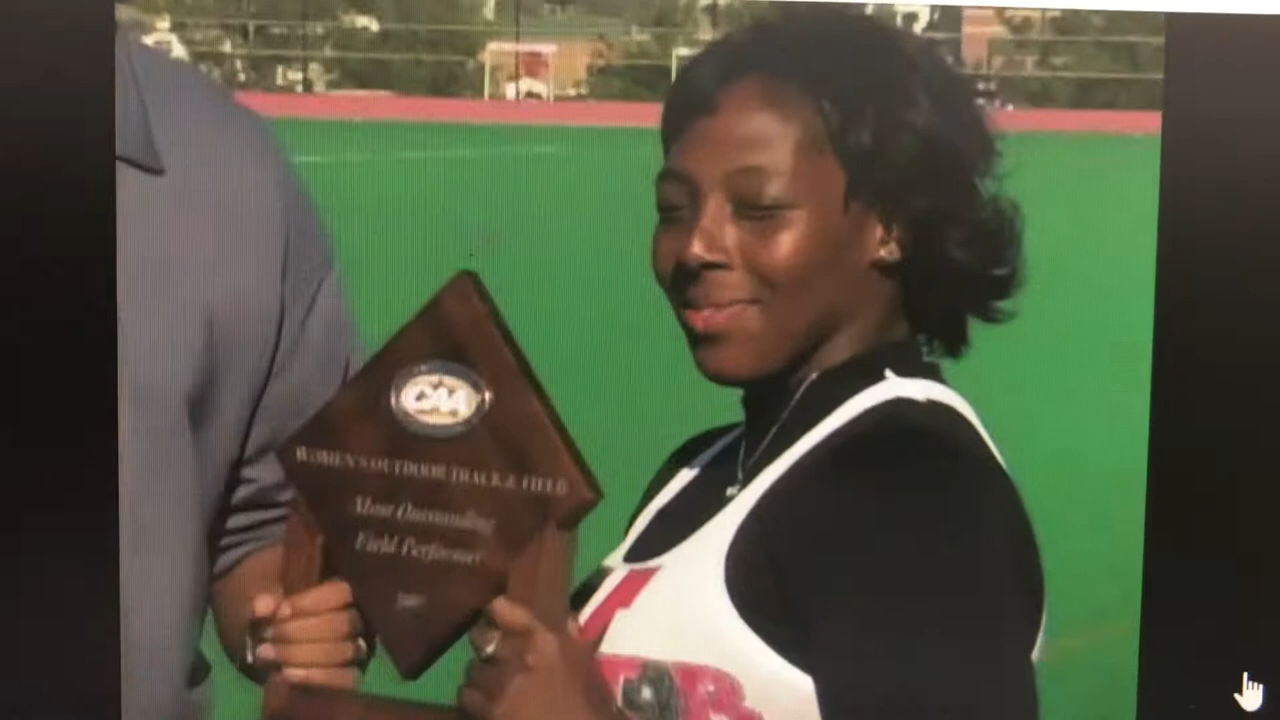 CAA
WOMEN'S OUTDOOR TRACK & FIELD
Most Outstanding
Field Performer